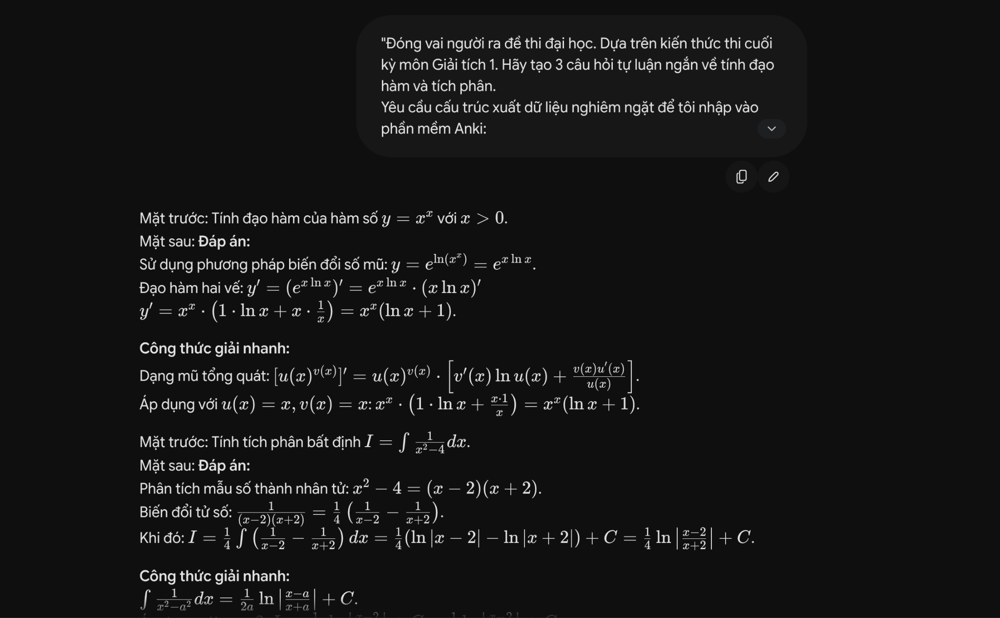 "Đóng vai người ra đề thi đại học. Dựa trên kiến thức thi cuối
kỳ môn Giải tích 1. Hãy tạo 3 câu hỏi tự luận ngắn về tính đạo
hàm và tích phân.
Yêu cầu cấu trúc xuất dữ liệu nghiêm ngặt để tôi nhập vào
phần mềm Anki:
Mặt trước: Tính đạo hàm của hàm số $y = x^x$ với $x > 0$.
Mặt sau: Đáp án:
Sử dụng phương pháp biến đổi số mũ: $y = e^{\ln(x^x)} = e^{x \ln x}$.
Đạo hàm hai vế: $y' = (e^{x \ln x})' = e^{x \ln x} \cdot (x \ln x)'$
$y' = x^x \cdot \left(1 \cdot \ln x + x \cdot \frac{1}{x}\right) = x^x(\ln x + 1)$.
Công thức giải nhanh:
Dạng mũ tổng quát: $[u(x)^{v(x)}]' = u(x)^{v(x)} \cdot \left[v'(x) \ln u(x) + \frac{v(x)u'(x)}{u(x)}\right]$.
Áp dụng với $u(x) = x, v(x) = x$: $x^x \cdot \left(1 \cdot \ln x + \frac{x \cdot 1}{x}\right) = x^x(\ln x + 1)$.
Mặt trước: Tính tích phân bất định $I = \int \frac{1}{x^2-4} dx$.
Mặt sau: Đáp án:
Phân tích mẫu số thành nhân tử: $x^2 - 4 = (x - 2)(x + 2)$.
Biến đổi tử số: $\frac{1}{(x-2)(x+2)} = \frac{1}{4} \left(\frac{1}{x-2} - \frac{1}{x+2}\right)$.
Khi đó: $I = \frac{1}{4} \int \left(\frac{1}{x-2} - \frac{1}{x+2}\right) dx = \frac{1}{4}(\ln|x - 2| - \ln|x + 2|) + C = \frac{1}{4} \ln\left|\frac{x-2}{x+2}\right| + C$.
Công thức giải nhanh:
$\int \frac{1}{x^2-a^2} dx = \frac{1}{2a} \ln\left|\frac{x-a}{x+a}\right| + C$.